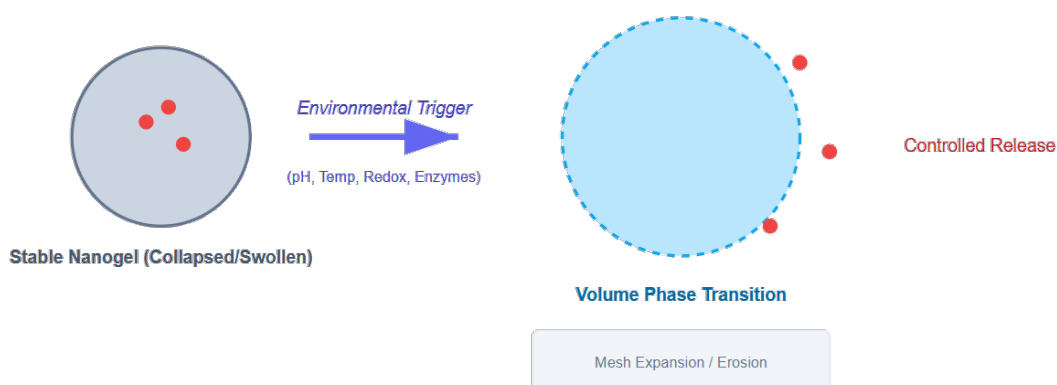 Environmental Trigger
(pH, Temp, Redox, Enzymes)
Controlled Release
Stable Nanogel (Collapsed/Swollen)
Volume Phase Transition
Mesh Expansion / Erosion